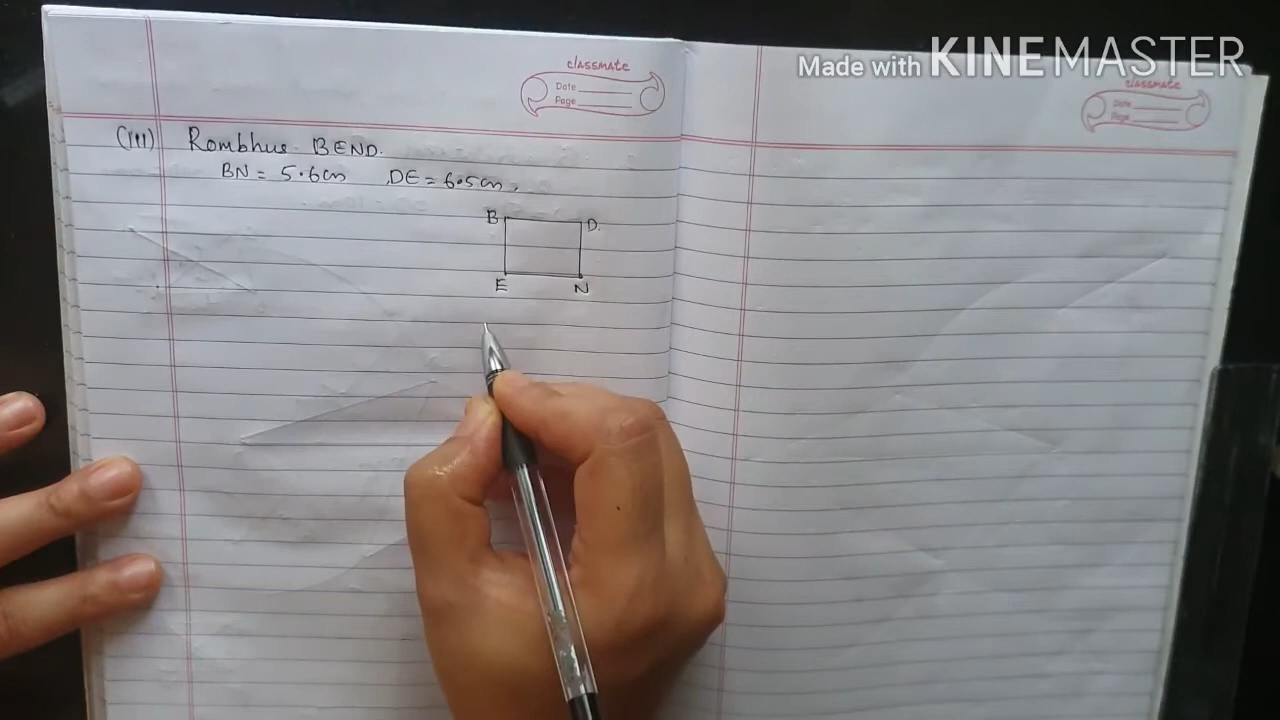 Made with KINEMASTER
classmate
Date
Page
classmate
Date
Page
(III) Rombhus BEND.
BN = 5.6cm DE = 6.5cm.
B D.
E N